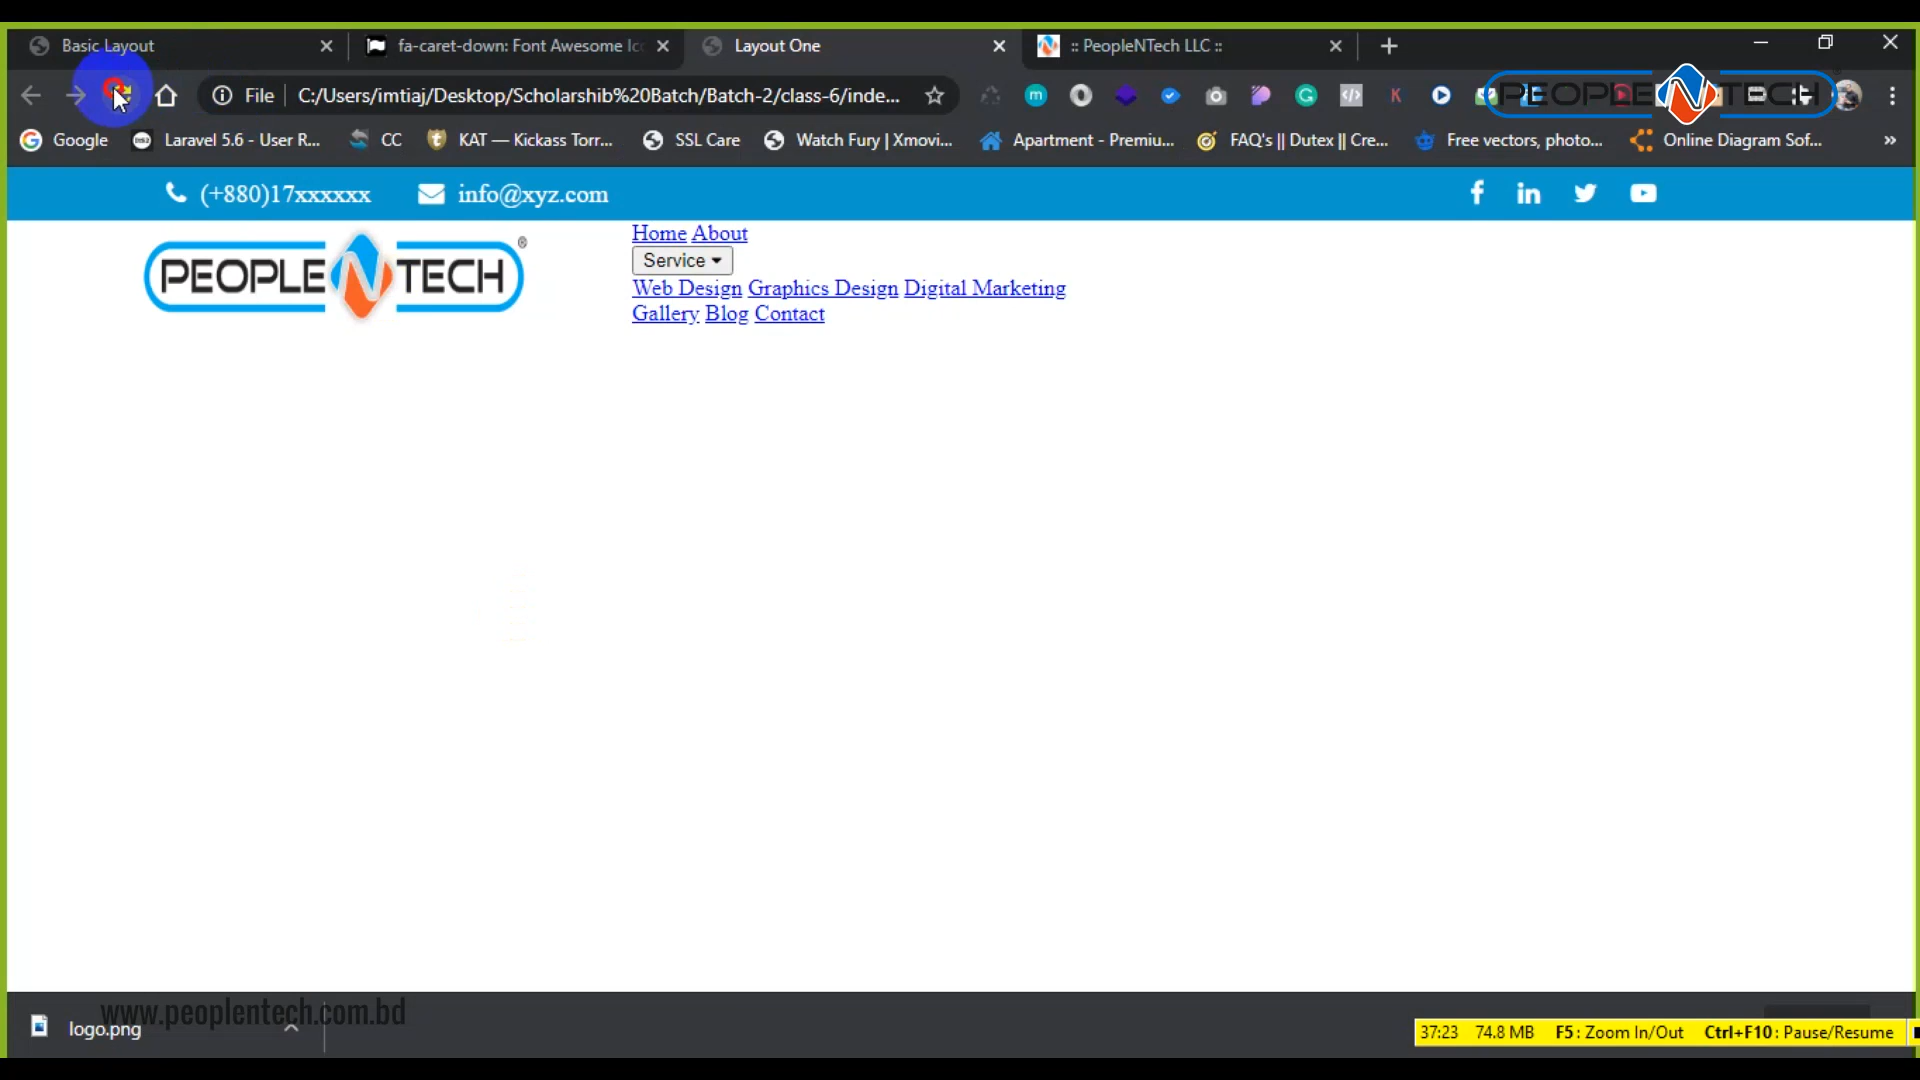 Basic Layout
fa-caret-down: Font Awesome Ic
Layout One
:: PeopleNTech LLC ::
File
C:/Users/imtiaj/Desktop/Scholarshib%20Batch/Batch-2/class-6/inde...
PEOPLE N TECH
Google
Laravel 5.6 - User R...
CC
KAT — Kickass Torr...
SSL Care
Watch Fury | Xmovi...
Apartment - Premiu...
FAQ's || Dutex || Cre...
Free vectors, photo...
Online Diagram Sof...
»
(+880)17xxxxxx
info@xyz.com
PEOPLE N TECH ®
Home About
Service
Web Design Graphics Design Digital Marketing
Gallery Blog Contact
www.peoplentech.com.bd
logo.png
37:23 74.8 MB F5: Zoom In/Out Ctrl+F10: Pause/Resume